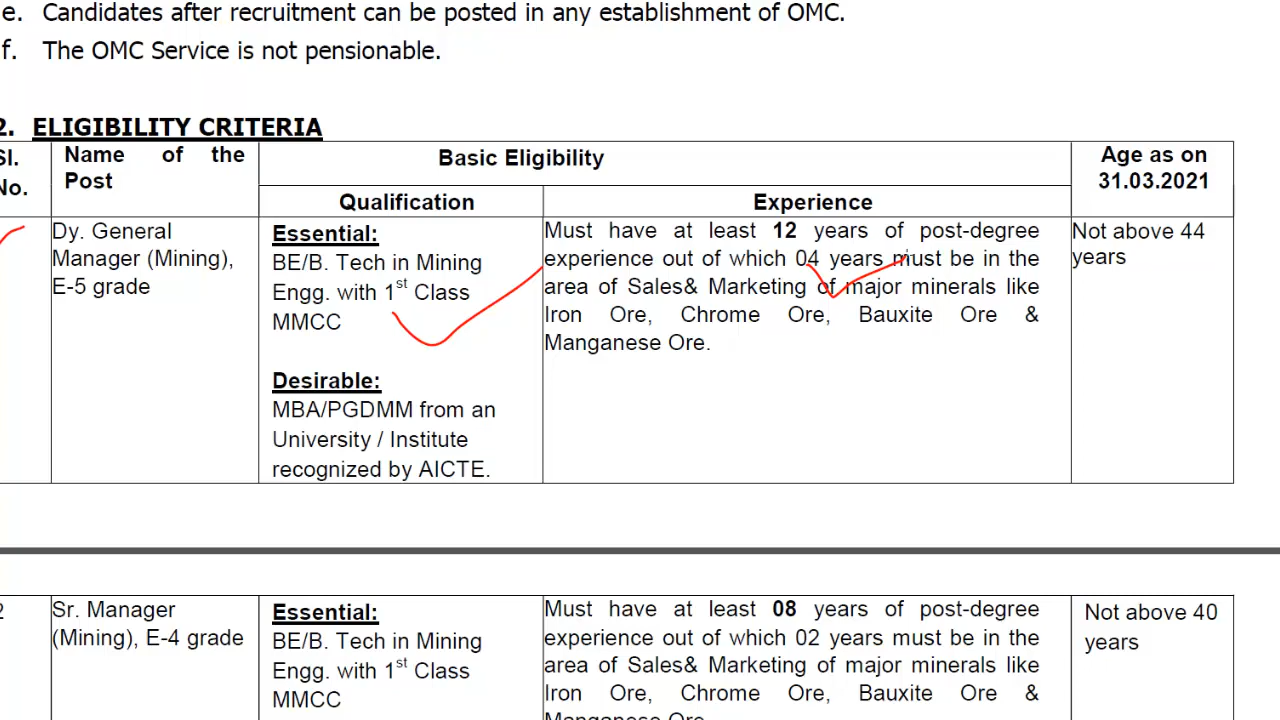 e. Candidates after recruitment can be posted in any establishment of OMC.
f. The OMC Service is not pensionable.
2. ELIGIBILITY CRITERIA
Sl. No.
Name of the Post
Basic Eligibility
Age as on 31.03.2021
Qualification
Experience
Dy. General
Manager (Mining),
E-5 grade
Essential:
BE/B. Tech in Mining
Engg. with 1st Class
MMCC
Desirable:
MBA/PGDMM from an
University / Institute
recognized by AICTE.
Must have at least 12 years of post-degree
experience out of which 04 years must be in the
area of Sales& Marketing of major minerals like
Iron Ore, Chrome Ore, Bauxite Ore &
Manganese Ore.
Not above 44
years
2
Sr. Manager
(Mining), E-4 grade
Essential:
BE/B. Tech in Mining
Engg. with 1st Class
MMCC
Must have at least 08 years of post-degree
experience out of which 02 years must be in the
area of Sales& Marketing of major minerals like
Iron Ore, Chrome Ore, Bauxite Ore &
Manganese Ore.
Not above 40
years